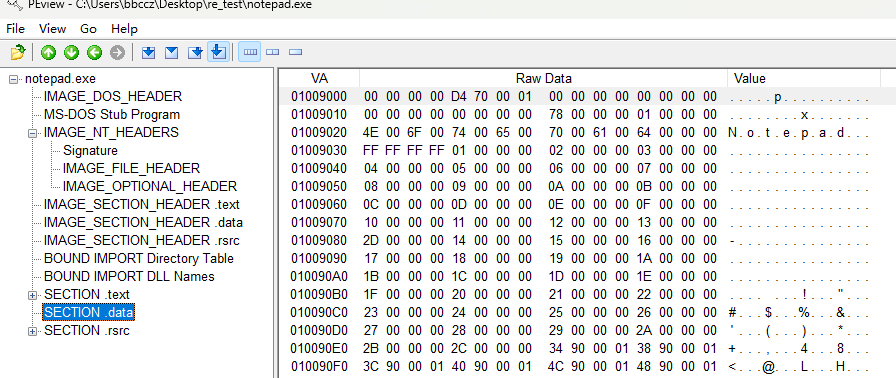 PEview - C:\Users\bbccz\Desktop\re_test\notepad.exe
File View Go Help
notepad.exe
IMAGE_DOS_HEADER
MS-DOS Stub Program
IMAGE_NT_HEADERS
Signature
IMAGE_FILE_HEADER
IMAGE_OPTIONAL_HEADER
IMAGE_SECTION_HEADER .text
IMAGE_SECTION_HEADER .data
IMAGE_SECTION_HEADER .rsrc
BOUND IMPORT Directory Table
BOUND IMPORT DLL Names
SECTION .text
SECTION .data
SECTION .rsrc
VA Raw Data Value
01009000 00 00 00 00 D4 70 00 01 00 00 00 00 00 00 00 00 . . . . . p . . . . . . . . . .
01009010 00 00 00 00 00 00 00 00 78 00 00 00 01 00 00 00 . . . . . . . . x . . . . . . .
01009020 4E 00 6F 00 74 00 65 00 70 00 61 00 64 00 00 00 N . o . t . e . p . a . d . . .
01009030 FF FF FF FF 01 00 00 00 02 00 00 00 03 00 00 00 . . . . . . . . . . . . . . . .
01009040 04 00 00 00 05 00 00 00 06 00 00 00 07 00 00 00 . . . . . . . . . . . . . . . .
01009050 08 00 00 00 09 00 00 00 0A 00 00 00 0B 00 00 00 . . . . . . . . . . . . . . . .
01009060 0C 00 00 00 0D 00 00 00 0E 00 00 00 0F 00 00 00 . . . . . . . . . . . . . . . .
01009070 10 00 00 00 11 00 00 00 12 00 00 00 13 00 00 00 . . . . . . . . . . . . . . . .
01009080 2D 00 00 00 14 00 00 00 15 00 00 00 16 00 00 00 - . . . . . . . . . . . . . . .
01009090 17 00 00 00 18 00 00 00 19 00 00 00 1A 00 00 00 . . . . . . . . . . . . . . . .
010090A0 1B 00 00 00 1C 00 00 00 1D 00 00 00 1E 00 00 00 . . . . . . . . . . . . . . . .
010090B0 1F 00 00 00 20 00 00 00 21 00 00 00 22 00 00 00 . . . . . . . ! . . . " . . .
010090C0 23 00 00 00 24 00 00 00 25 00 00 00 26 00 00 00 # . . . $ . . . % . . . & . . .
010090D0 27 00 00 00 28 00 00 00 29 00 00 00 2A 00 00 00 ' . . . ( . . . ) . . . * . . .
010090E0 2B 00 00 00 2C 00 00 00 34 90 00 01 38 90 00 01 + . . . , . . . 4 . . . 8 . . .
010090F0 3C 90 00 01 40 90 00 01 4C 90 00 01 48 90 00 01 < . . . @ . . . L . . . H . . .